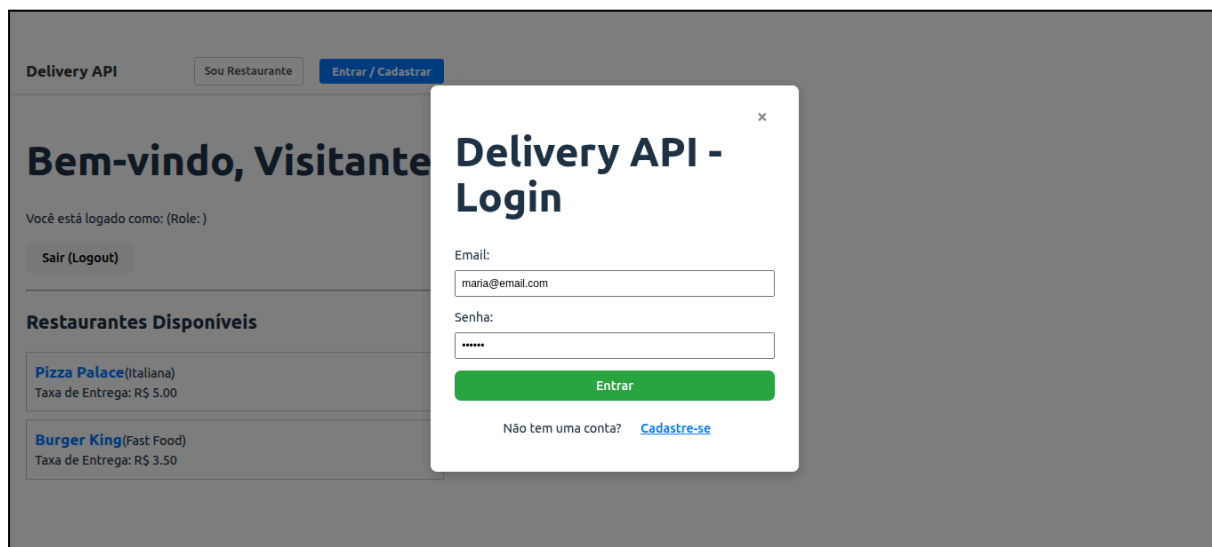 Delivery API
Sou Restaurante
Entrar / Cadastrar
Bem-vindo, Visitante
Você está logado como: (Role: )
Sair (Logout)
Restaurantes Disponíveis
Pizza Palace(Italiana)
Taxa de Entrega: R$ 5.00
Burger King(Fast Food)
Taxa de Entrega: R$ 3.50
×
Delivery API -
Login
Email:
maria@email.com
Senha:
••••••
Entrar
Não tem uma conta? Cadastre-se